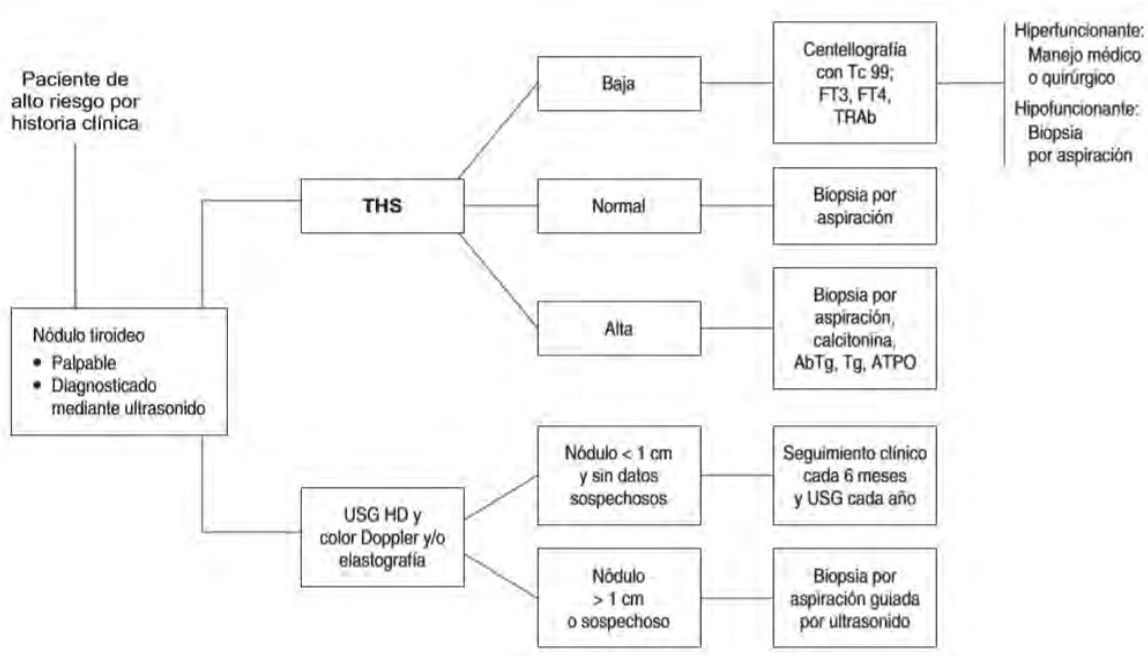 Paciente de
alto riesgo por
historia clínica
Nódulo tiroideo
• Palpable
• Diagnosticado
mediante ultrasonido
THS
Baja
Centellografía
con Tc 99;
FT3, FT4,
TRAb
Hiperfuncionante:
Manejo médico
o quirúrgico
Hipofuncionante:
Biopsia
por aspiración
Normal
Biopsia por
aspiración
Alta
Biopsia por
aspiración,
calcitonina,
AbTg, Tg, ATPO
USG HD y
color Doppler y/o
elastografía
Nódulo < 1 cm
y sin datos
sospechosos
Seguimiento clínico
cada 6 meses
y USG cada año
Nódulo
> 1 cm
o sospechoso
Biopsia por
aspiración guiada
por ultrasonido